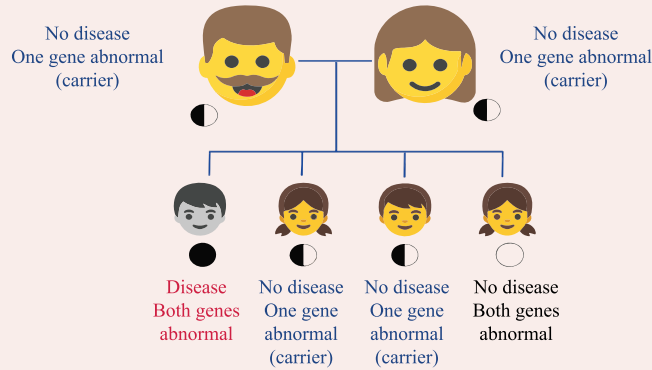 No disease
One gene abnormal
(carrier)
No disease
One gene abnormal
(carrier)
Disease
Both genes
abnormal
No disease
One gene
abnormal
(carrier)
No disease
One gene
abnormal
(carrier)
No disease
Both genes
abnormal